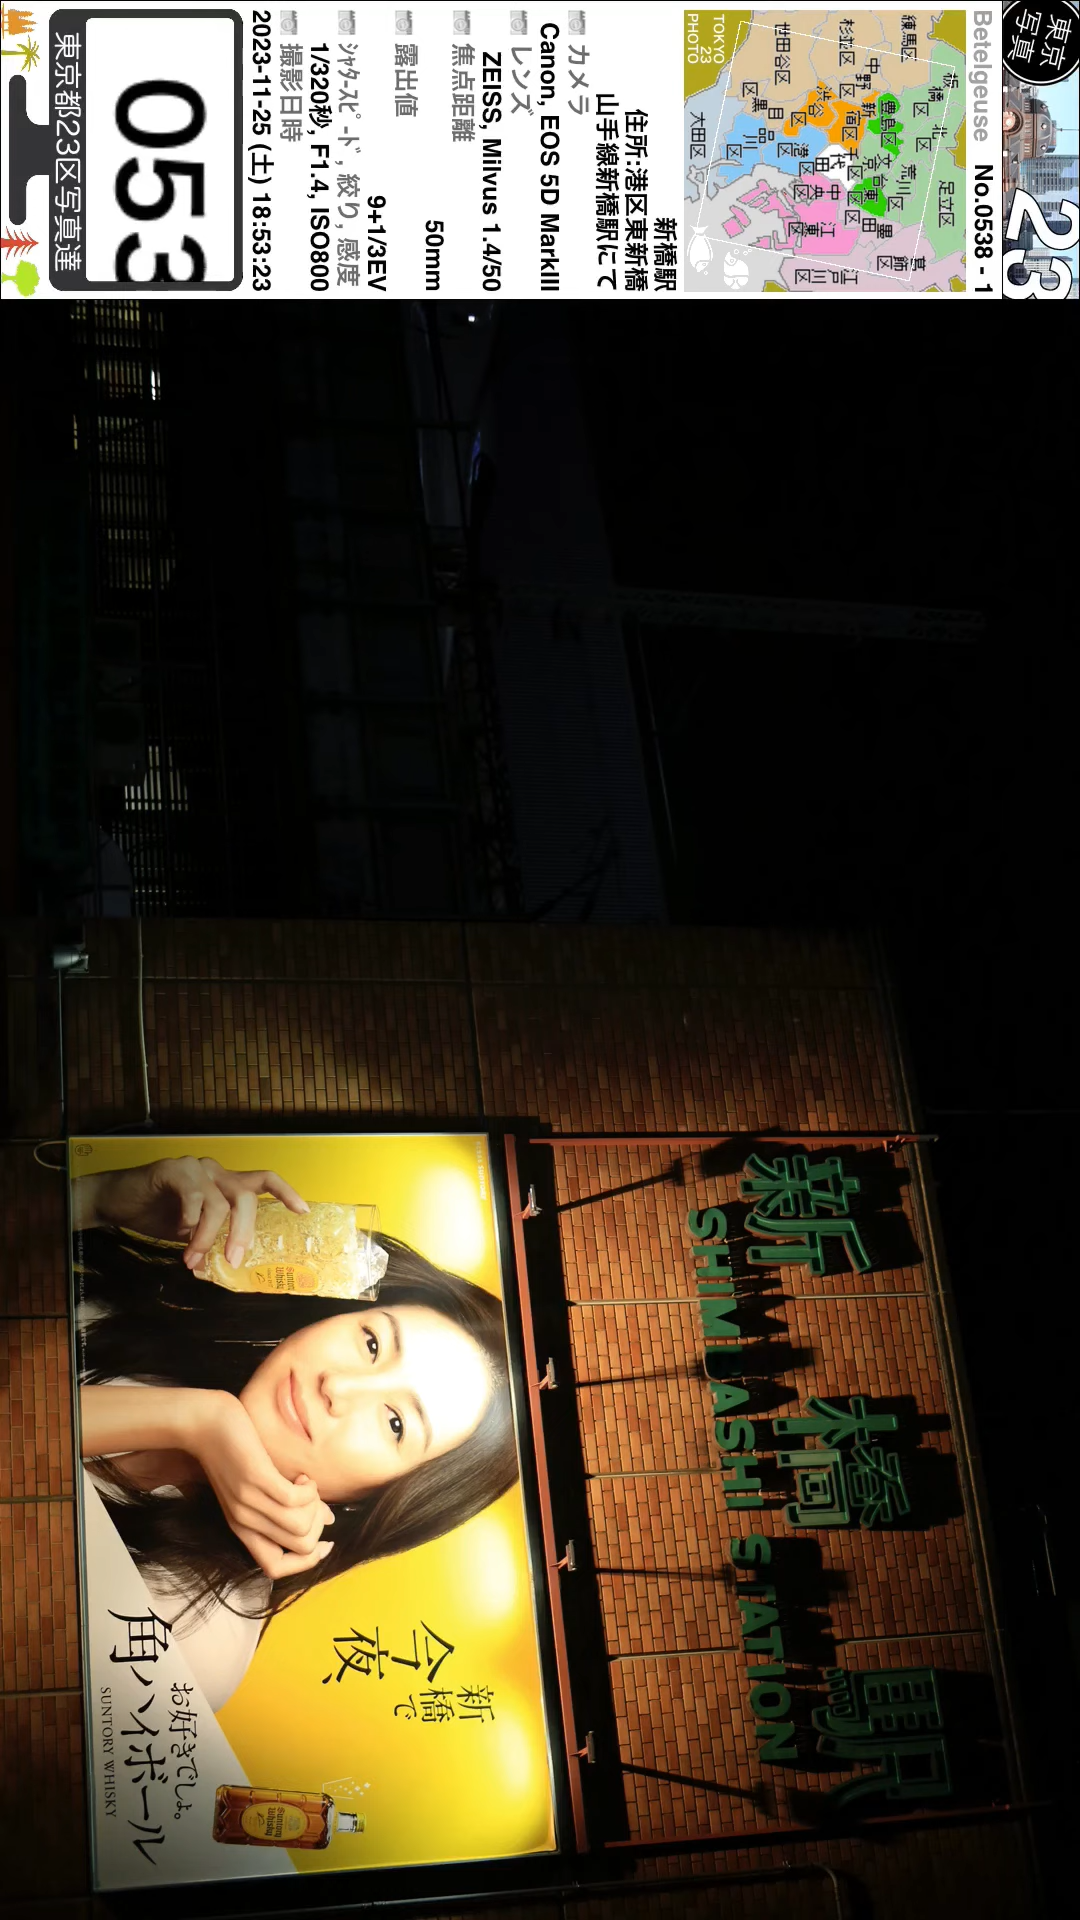 東京
写真
23
Betelgeuse No.0538 - 1
練馬区
板橋区
北区
足立区
杉並区
中野区
豊島区
荒川区
葛飾区
世田谷区
渋谷区
新宿区
文京区
台東区
墨田区
目黒区
港区
千代田区
中央区
江東区
江戸川区
品川区
大田区
TOKYO
23
PHOTO
新橋駅
住所:港区東新橋
山手線新橋駅にて
カメラ
Canon, EOS 5D MarkIII
レンズ
ZEISS, Milvus 1.4/50
焦点距離
50mm
露出値
9+1/3EV
ｼｬﾀｰｽﾋﾟｰﾄﾞ, 絞り, 感度
1/320秒, F1.4, ISO800
撮影日時
2023-11-25 (土) 18:53:23
053
東京都23区写真達
新橋駅
SHIMBASHI STATION
SUNTORY
Suntory
Whisky
新橋で
今夜、
お好きでしょ。
角ハイボール
SUNTORY WHISKY
Suntory
Whisky